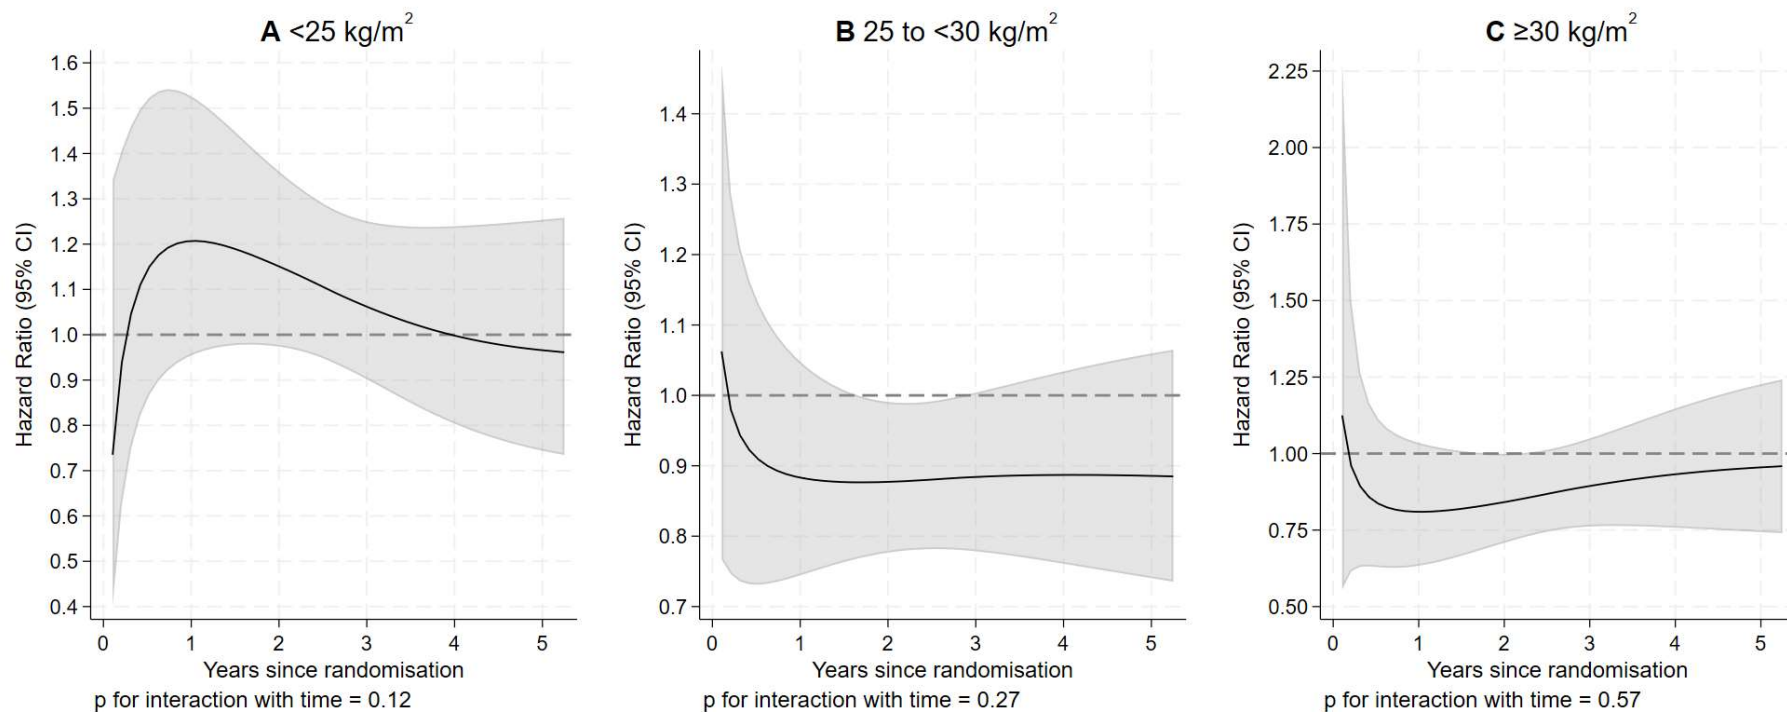 A <25 kg/m²
Hazard Ratio (95% CI)
1.6
1.5
1.4
1.3
1.2
1.1
1.0
0.9
0.8
0.7
0.6
0.5
0.4
0 1 2 3 4 5
Years since randomisation
p for interaction with time = 0.12
B 25 to <30 kg/m²
Hazard Ratio (95% CI)
1.4
1.3
1.2
1.1
1.0
0.9
0.8
0.7
0 1 2 3 4 5
Years since randomisation
p for interaction with time = 0.27
C ≥30 kg/m²
Hazard Ratio (95% CI)
2.25
2.00
1.75
1.50
1.25
1.00
0.75
0.50
0 1 2 3 4 5
Years since randomisation
p for interaction with time = 0.57